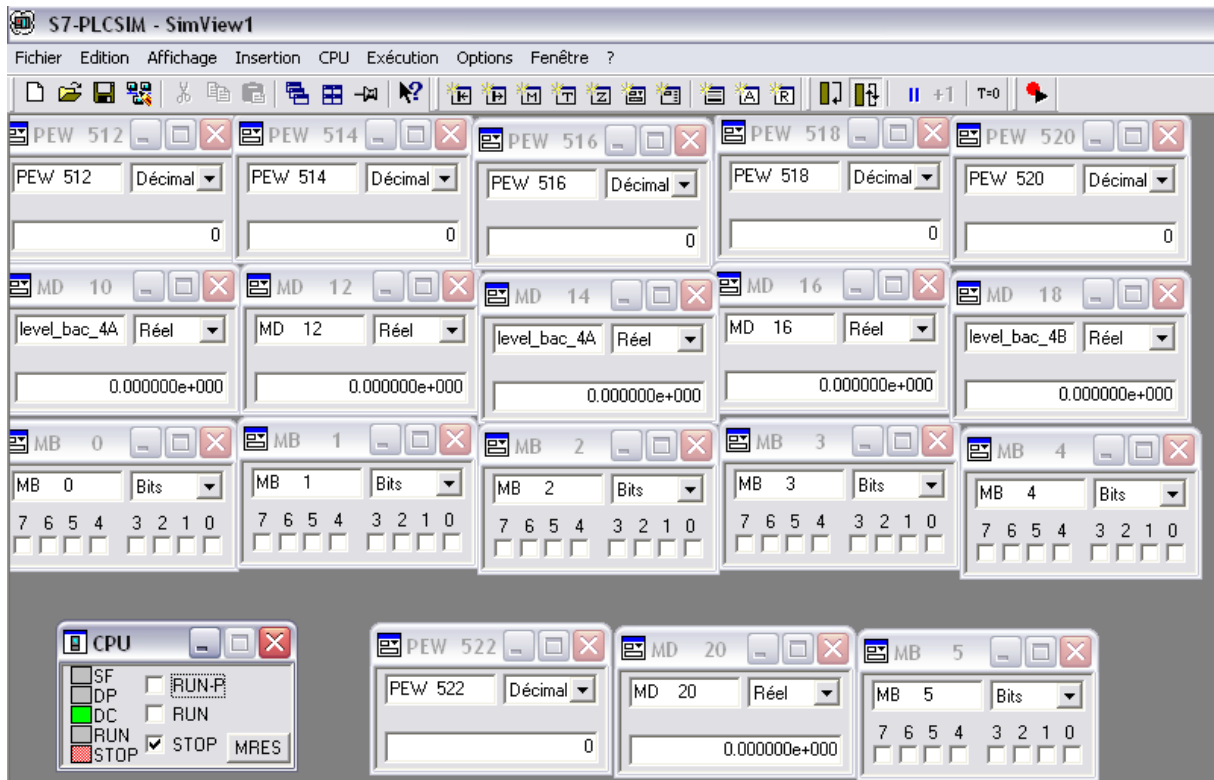 S7-PLCSIM - SimView1
Fichier Edition Affichage Insertion CPU Exécution Options Fenêtre ?
+1 T=0
PEW 512 PEW 514 PEW 516 PEW 518 PEW 520
PEW 512 Décimal PEW 514 Décimal PEW 516 Décimal PEW 518 Décimal PEW 520 Décimal
0 0 0 0 0
MD 10 MD 12 MD 14 MD 16 MD 18
level_bac_4A Réel MD 12 Réel level_bac_4A Réel MD 16 Réel level_bac_4B Réel
0.000000e+000 0.000000e+000 0.000000e+000 0.000000e+000 0.000000e+000
MB 0 MB 1 MB 2 MB 3 MB 4
MB 0 Bits MB 1 Bits MB 2 Bits MB 3 Bits MB 4 Bits
7 6 5 4 3 2 1 0 7 6 5 4 3 2 1 0 7 6 5 4 3 2 1 0 7 6 5 4 3 2 1 0 7 6 5 4 3 2 1 0
CPU
SF
DP RUN-P
DC RUN
RUN
STOP STOP MRES
PEW 522 MD 20 MB 5
PEW 522 Décimal MD 20 Réel MB 5 Bits
0 0.000000e+000 7 6 5 4 3 2 1 0